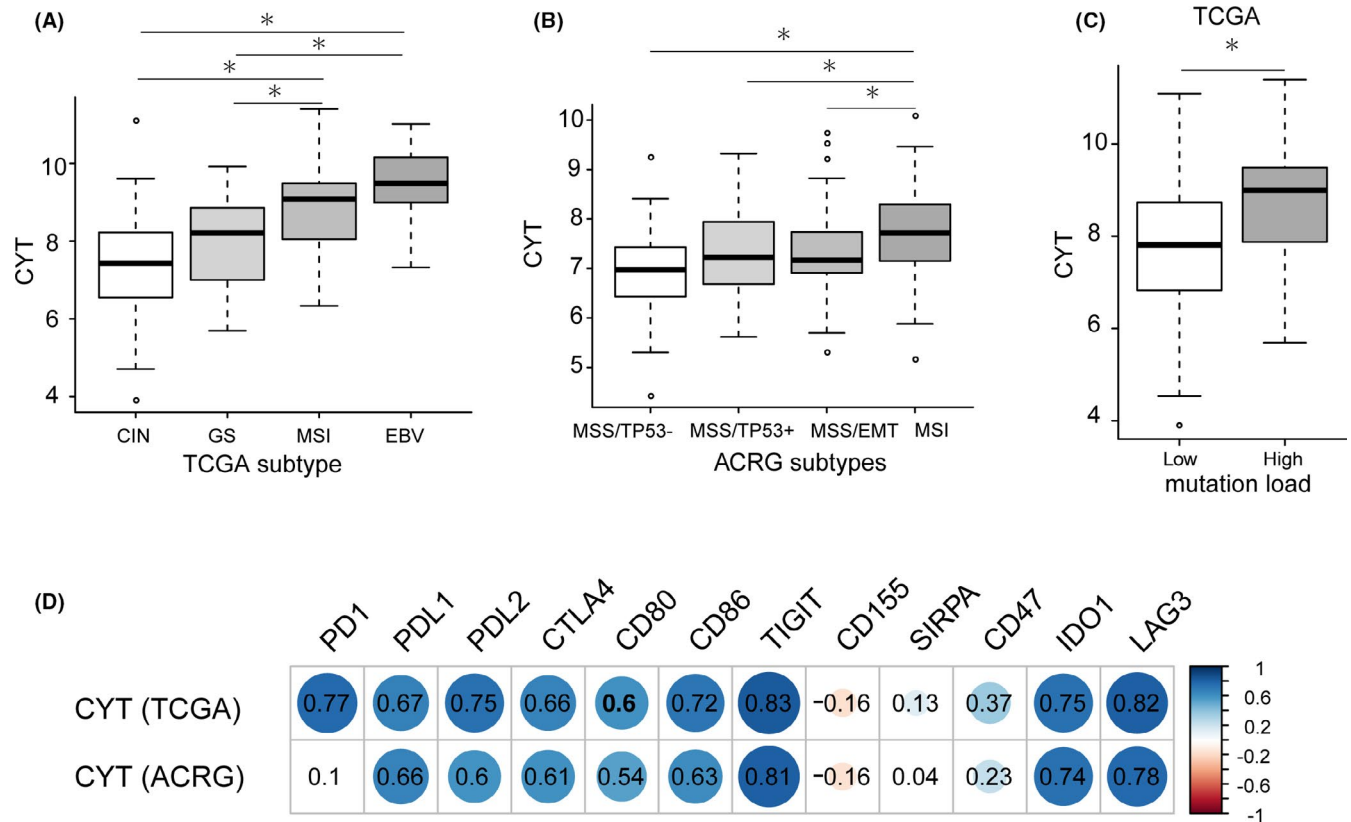 (A)
*
*
*
*
CYT
10
8
6
4
CIN GS MSI EBV
TCGA subtype
(B)
*
*
*
CYT
10
9
8
7
6
5
MSS/TP53- MSS/TP53+ MSS/EMT MSI
ACRG subtypes
(C)
TCGA
*
CYT
10
8
6
4
Low High
mutation load
(D)
PD1 PDL1 PDL2 CTLA4 CD80 CD86 TIGIT CD155 SIRPA CD47 IDO1 LAG3
CYT (TCGA) 0.77 0.67 0.75 0.66 0.6 0.72 0.83 −0.16 0.13 0.37 0.75 0.82
CYT (ACRG) 0.1 0.66 0.6 0.61 0.54 0.63 0.81 −0.16 0.04 0.23 0.74 0.78
1
0.6
0.2
-0.2
-0.6
-1